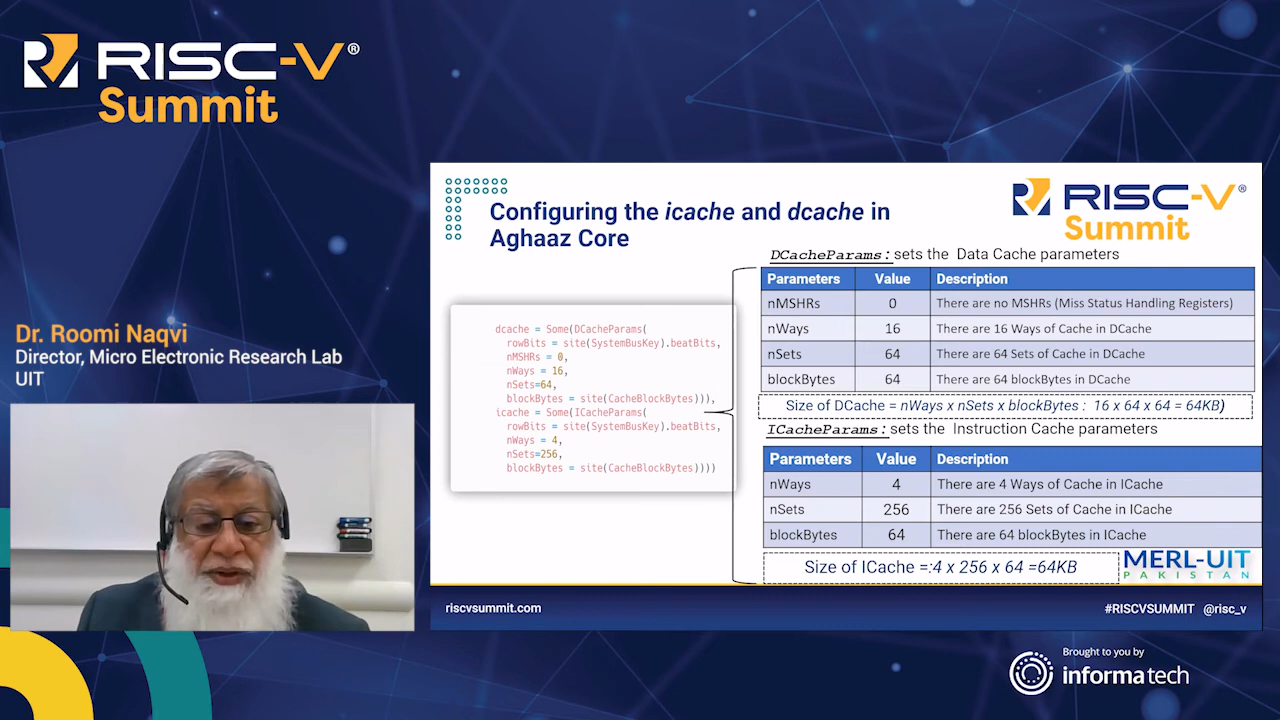 RISC-V®
Summit
Dr. Roomi Naqvi
Director, Micro Electronic Research Lab
UIT
Configuring the icache and dcache in
Aghaaz Core
RISC-V®
Summit
dcache = Some(DCacheParams(
rowBits = site(SystemBusKey).beatBits,
nMSHRs = 0,
nWays = 16,
nSets=64,
blockBytes = site(CacheBlockBytes))),
icache = Some(ICacheParams(
rowBits = site(SystemBusKey).beatBits,
nWays = 4,
nSets=256,
blockBytes = site(CacheBlockBytes))))
DCacheParams: sets the Data Cache parameters
Parameters Value Description
nMSHRs 0 There are no MSHRs (Miss Status Handling Registers)
nWays 16 There are 16 Ways of Cache in DCache
nSets 64 There are 64 Sets of Cache in DCache
blockBytes 64 There are 64 blockBytes in DCache
Size of DCache = nWays x nSets x blockBytes : 16 x 64 x 64 = 64KB)
ICacheParams: sets the Instruction Cache parameters
Parameters Value Description
nWays 4 There are 4 Ways of Cache in ICache
nSets 256 There are 256 Sets of Cache in ICache
blockBytes 64 There are 64 blockBytes in ICache
Size of ICache =:4 x 256 x 64 =64KB
MERL-UIT
PAKISTAN
riscvsummit.com
#RISCVSUMMIT @risc_v
Brought to you by
informa tech